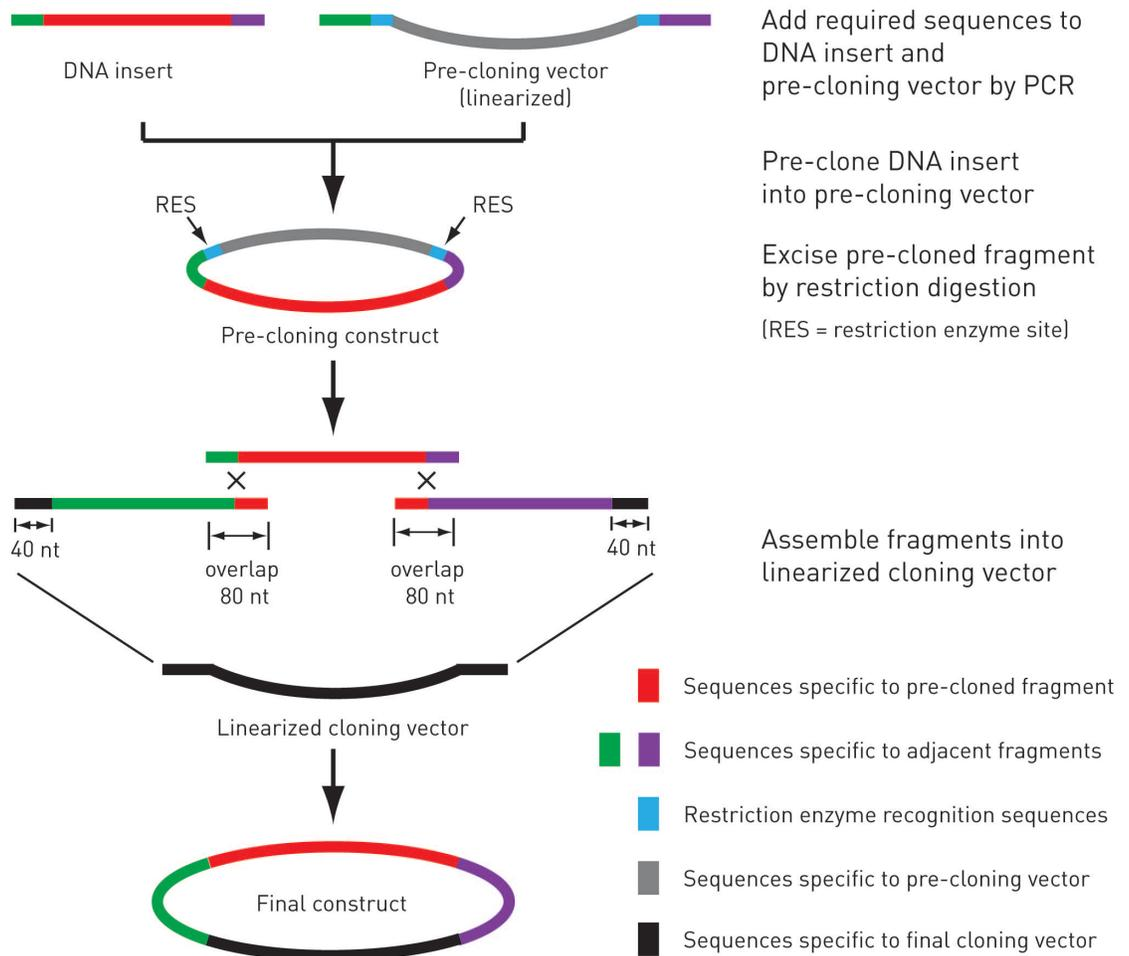 Add required sequences to
DNA insert and
pre-cloning vector by PCR
DNA insert
Pre-cloning vector
(linearized)
Pre-clone DNA insert
into pre-cloning vector
RES
RES
Excise pre-cloned fragment
by restriction digestion
(RES = restriction enzyme site)
Pre-cloning construct
40 nt
overlap
80 nt
overlap
80 nt
40 nt
Assemble fragments into
linearized cloning vector
Linearized cloning vector
Sequences specific to pre-cloned fragment
Sequences specific to adjacent fragments
Restriction enzyme recognition sequences
Sequences specific to pre-cloning vector
Sequences specific to final cloning vector
Final construct